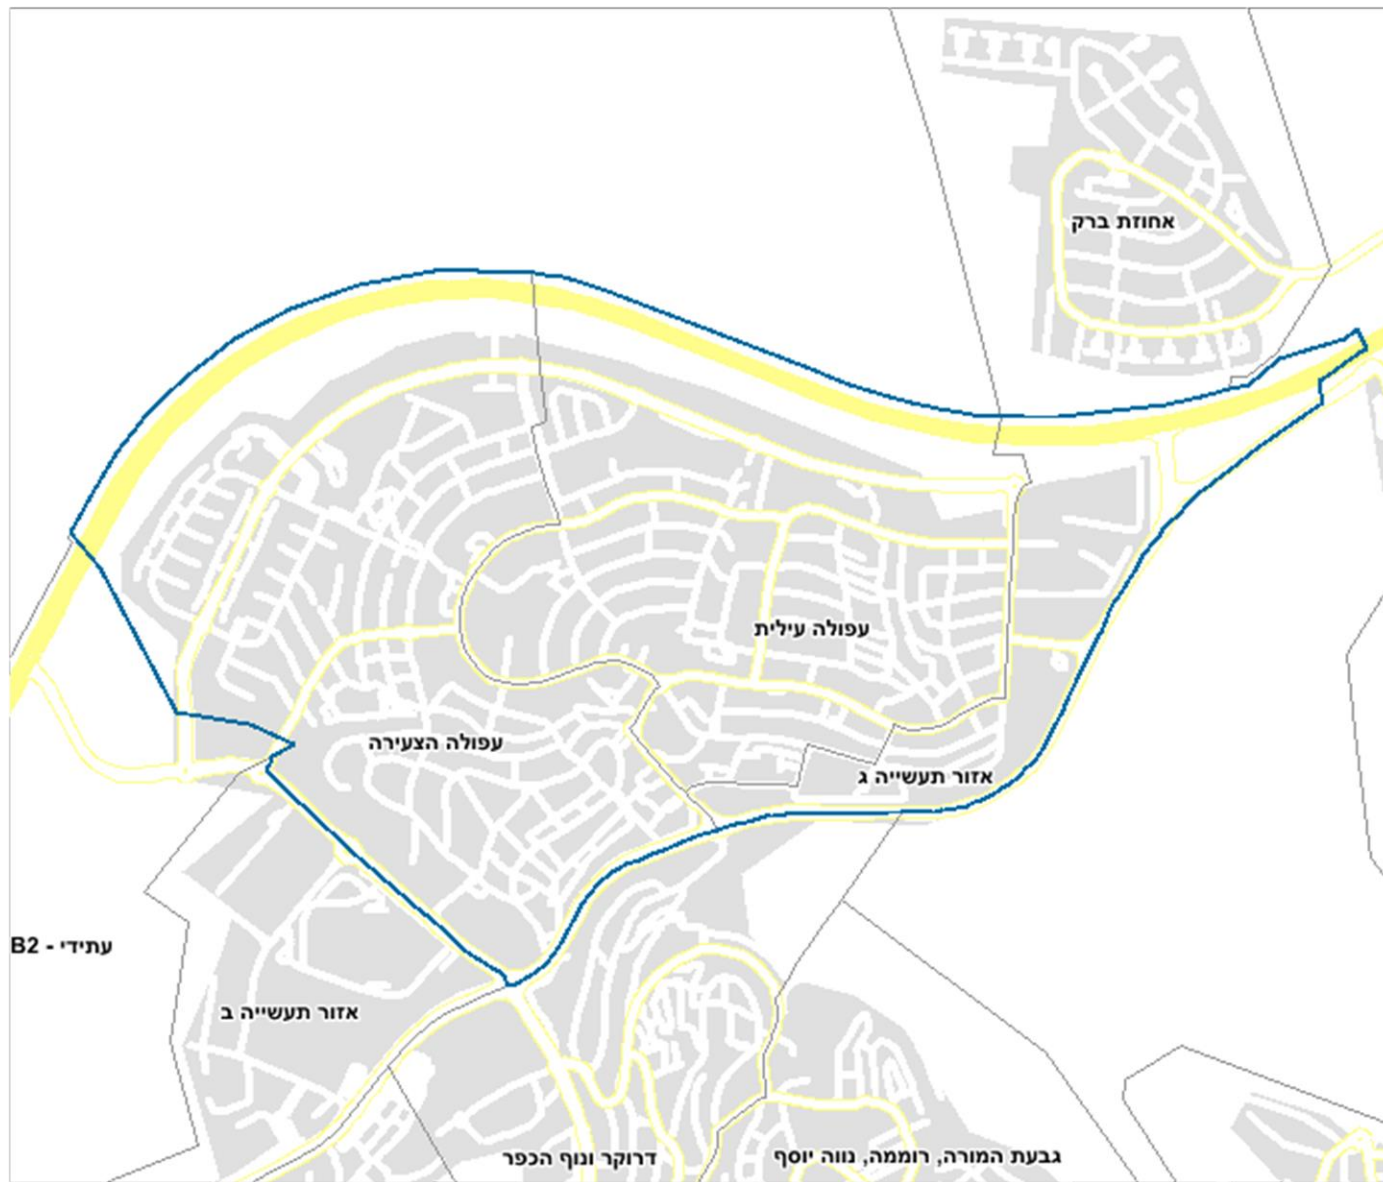 אחוזת ברק
עפולה עילית
עפולה הצעירה
אזור תעשייה ג
עתידי - B2
אזור תעשייה ב
דרוקר ונוף הכפר
גבעת המורה, רוממה, נווה יוסף